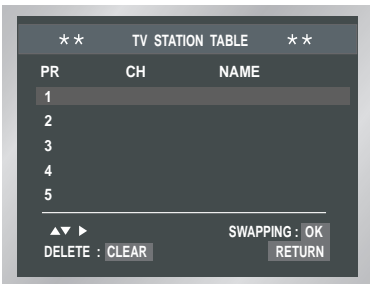 ** TV STATION TABLE **
PR CH NAME
1
2
3
4
5
▲▼ ▶ SWAPPING : OK
DELETE : CLEAR RETURN